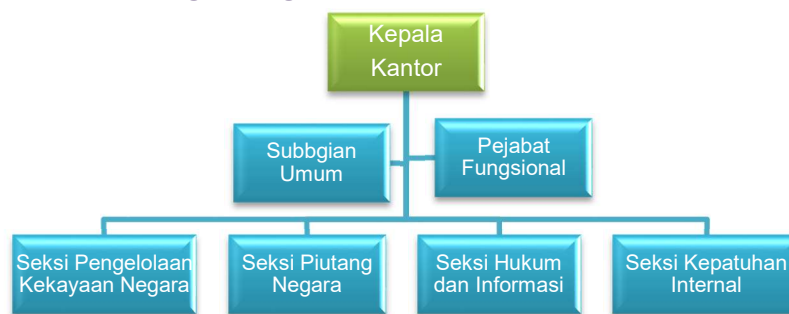 Kepala
Kantor
Subbgian
Umum
Pejabat
Fungsional
Seksi Pengelolaan
Kekayaan Negara
Seksi Piutang
Negara
Seksi Hukum
dan Informasi
Seksi Kepatuhan
Internal